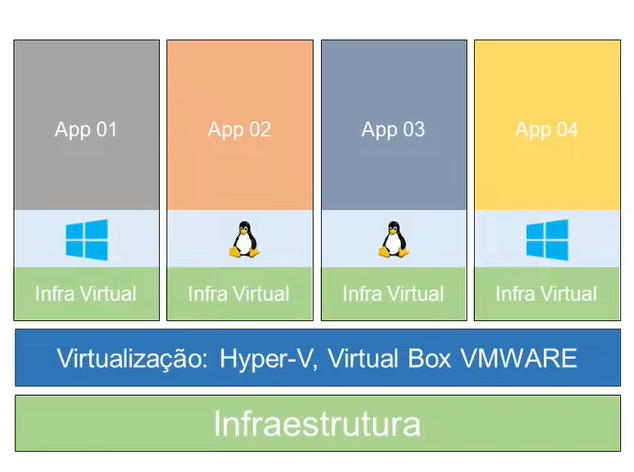 App 01
App 02
App 03
App 04
Infra Virtual
Infra Virtual
Infra Virtual
Infra Virtual
Virtualização: Hyper-V, Virtual Box VMWARE
Infraestrutura